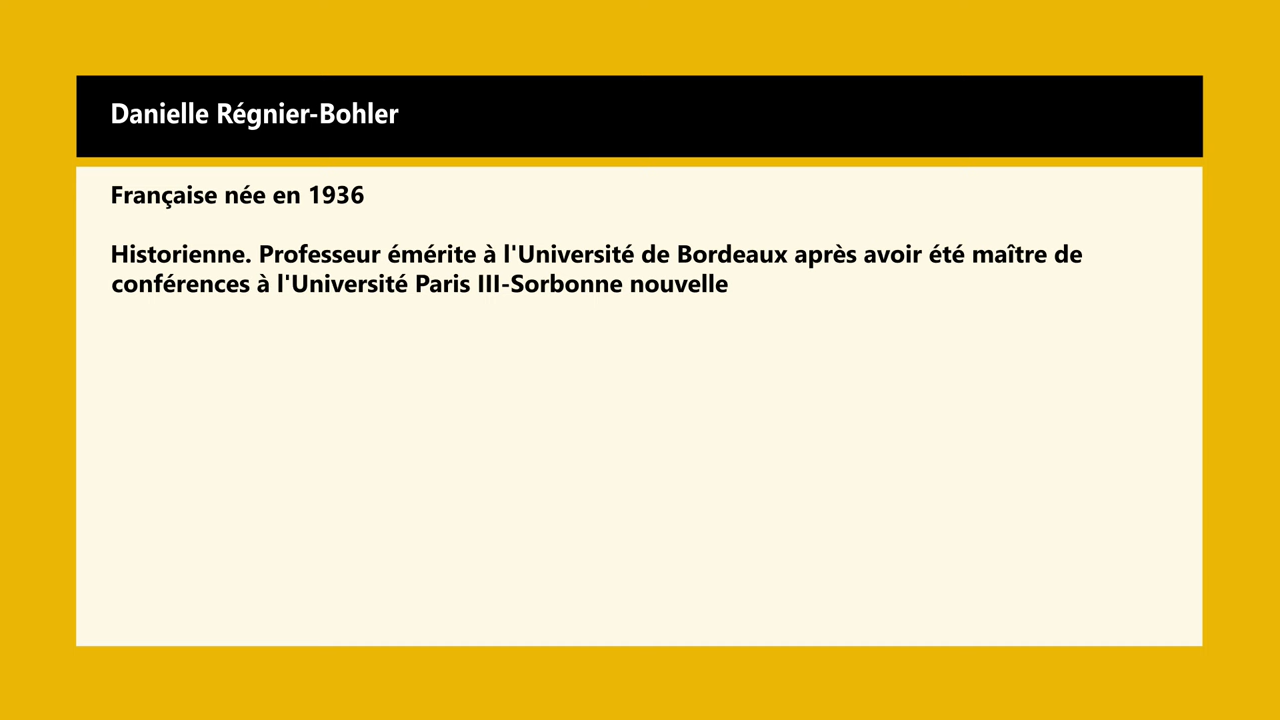 Danielle Régnier-Bohler
Française née en 1936
Historienne. Professeur émérite à l'Université de Bordeaux après avoir été maître de
conférences à l'Université Paris III-Sorbonne nouvelle